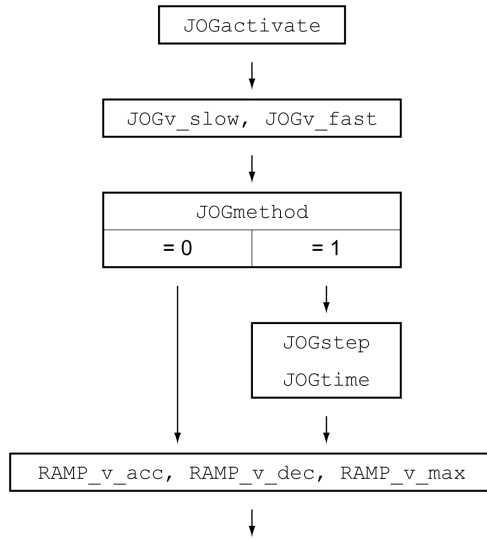 JOGactivate
JOGv_slow, JOGv_fast
JOGmethod
= 0 = 1
JOGstep
JOGtime
RAMP_v_acc, RAMP_v_dec, RAMP_v_max